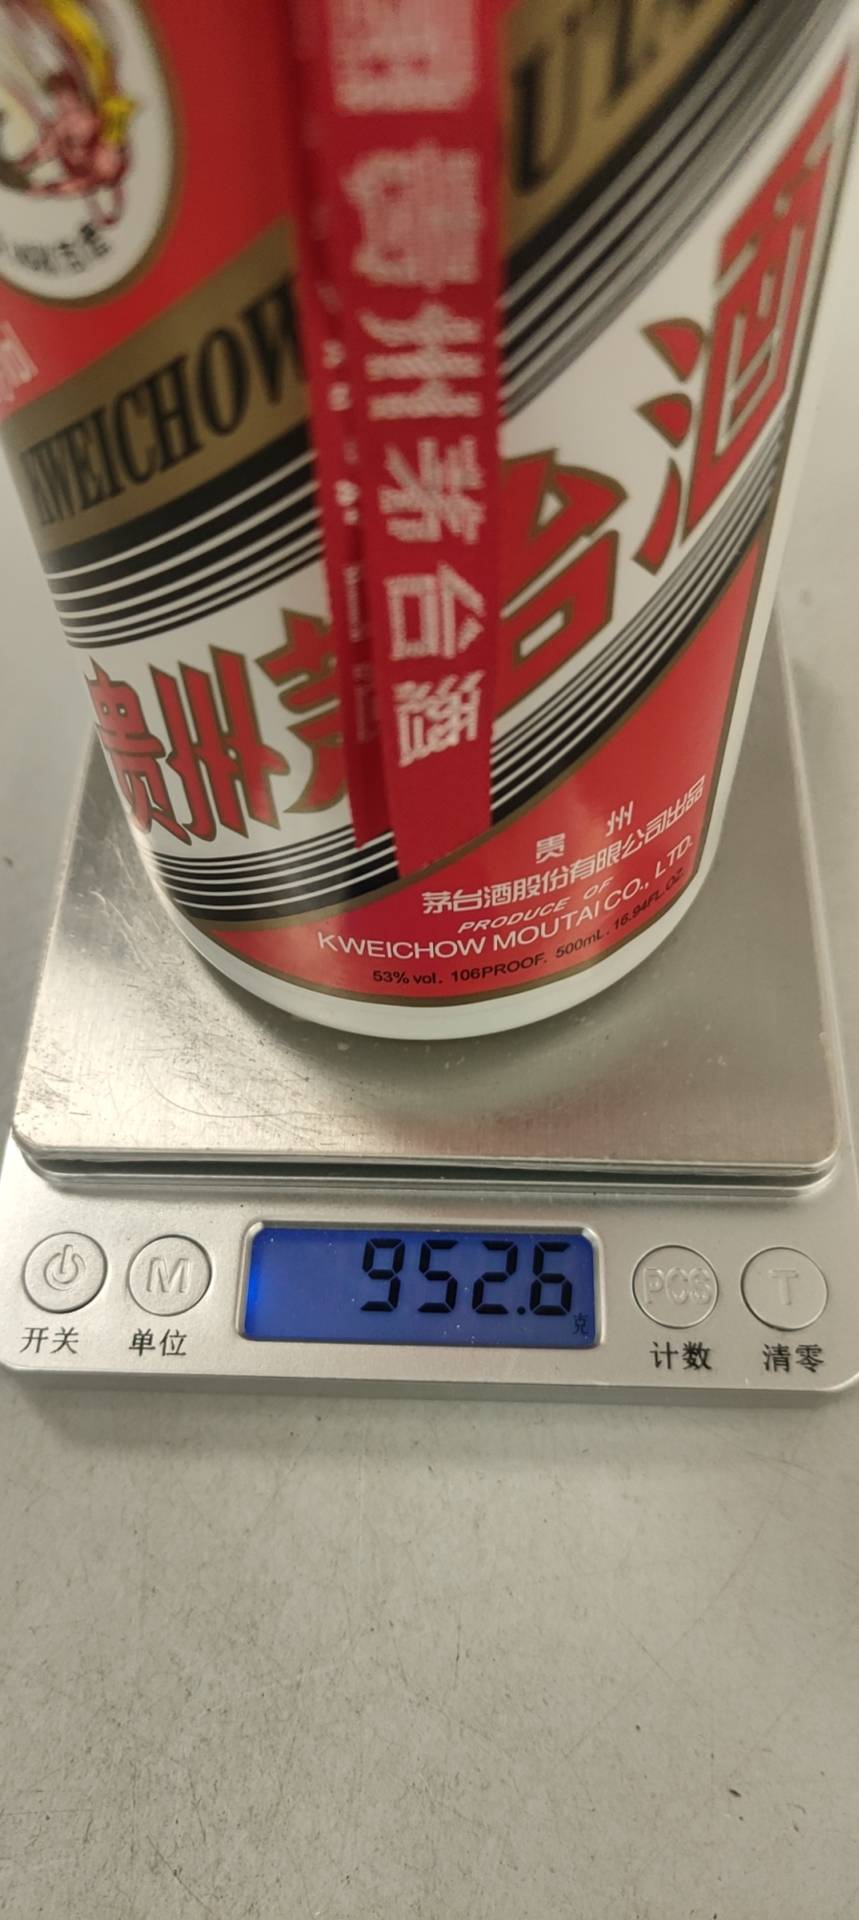 UTA
KWEICHOW
贵州茅台酒
贵州茅台酒
贵 州
茅台酒股份有限公司出品
PRODUCE OF
KWEICHOW MOUTAI CO., LTD.
53% vol. 106PROOF. 500mL. 16.94FL.OZ.
M
952.6
克
PCS
T
开关
单位
计数
清零